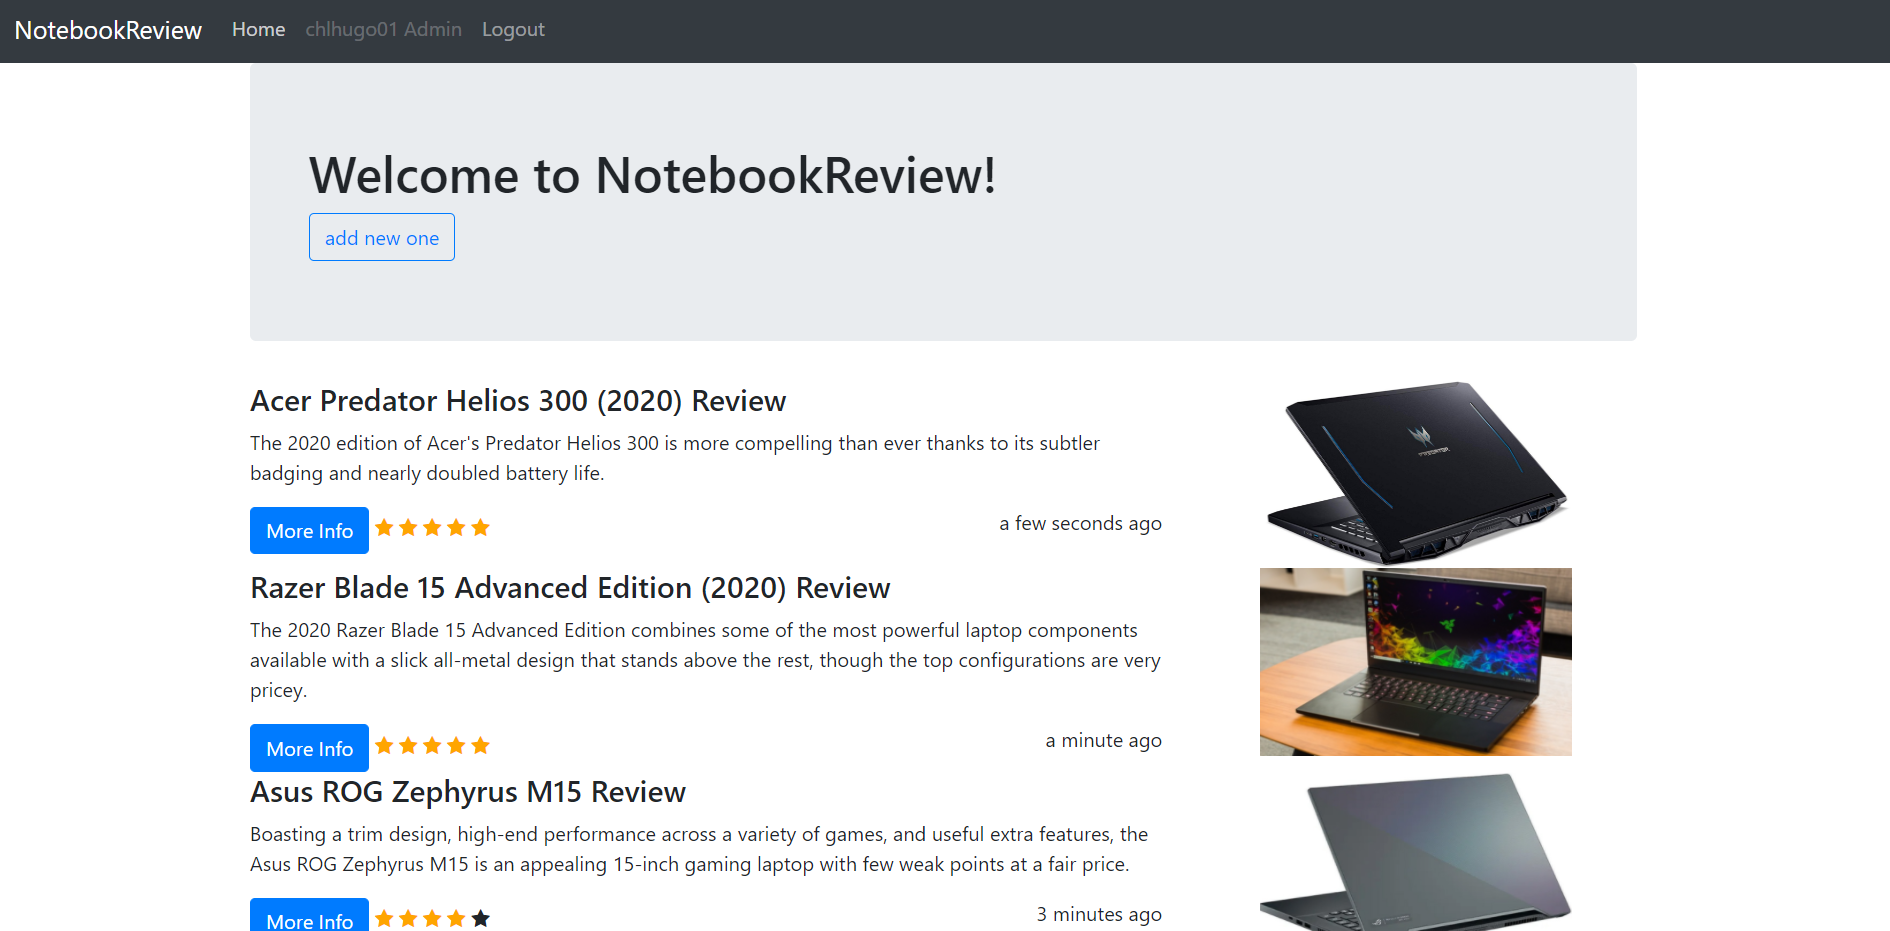 NotebookReview Home chlhugo01 Admin Logout
Welcome to NotebookReview!
add new one
Acer Predator Helios 300 (2020) Review
The 2020 edition of Acer's Predator Helios 300 is more compelling than ever thanks to its subtler
badging and nearly doubled battery life.
More Info
a few seconds ago
PREDATOR
Razer Blade 15 Advanced Edition (2020) Review
The 2020 Razer Blade 15 Advanced Edition combines some of the most powerful laptop components
available with a slick all-metal design that stands above the rest, though the top configurations are very
pricey.
More Info
a minute ago
Asus ROG Zephyrus M15 Review
Boasting a trim design, high-end performance across a variety of games, and useful extra features, the
Asus ROG Zephyrus M15 is an appealing 15-inch gaming laptop with few weak points at a fair price.
More Info
3 minutes ago